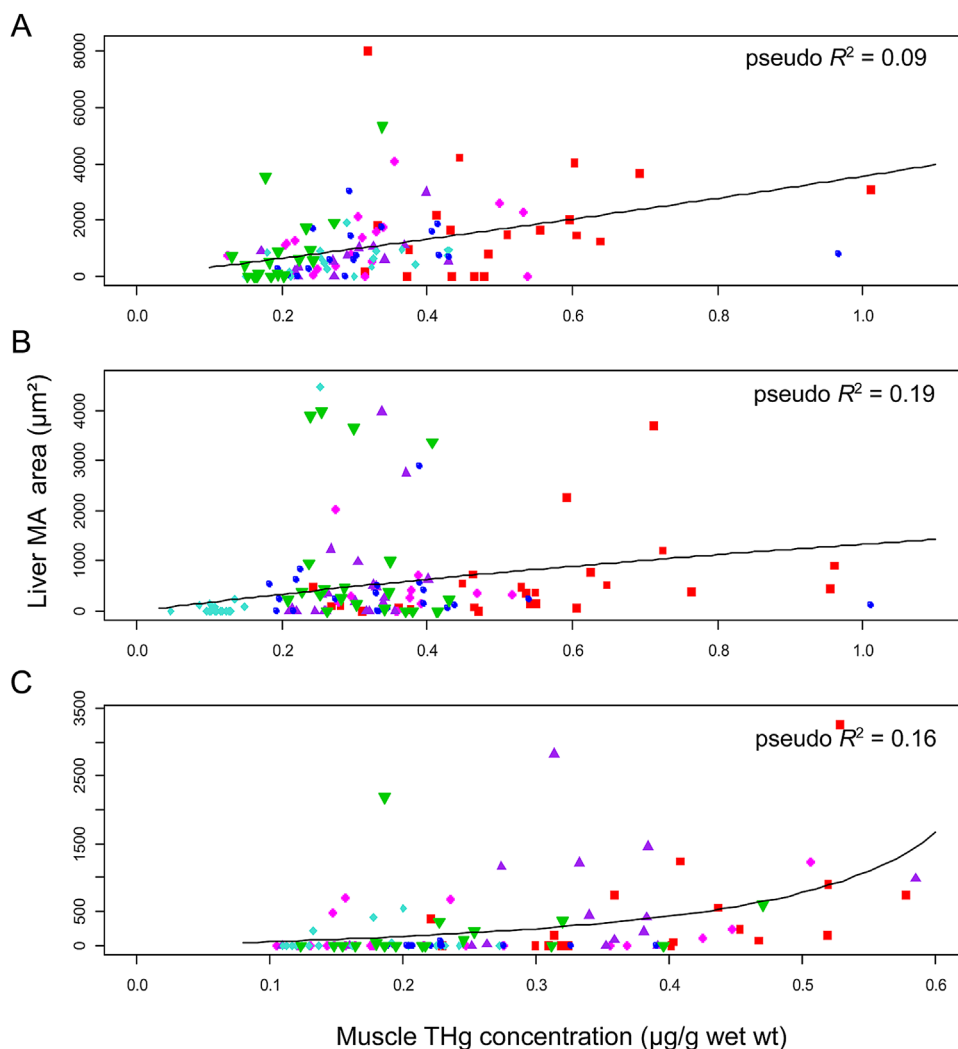 A
pseudo R² = 0.09
8000
6000
4000
2000
0
0.0 0.2 0.4 0.6 0.8 1.0
B
pseudo R² = 0.19
4000
3000
2000
1000
0
0.0 0.2 0.4 0.6 0.8 1.0
Liver MA area (µm²)
C
pseudo R² = 0.16
3500
2500
1500
500
0
0.0 0.1 0.2 0.3 0.4 0.5 0.6
Muscle THg concentration (µg/g wet wt)